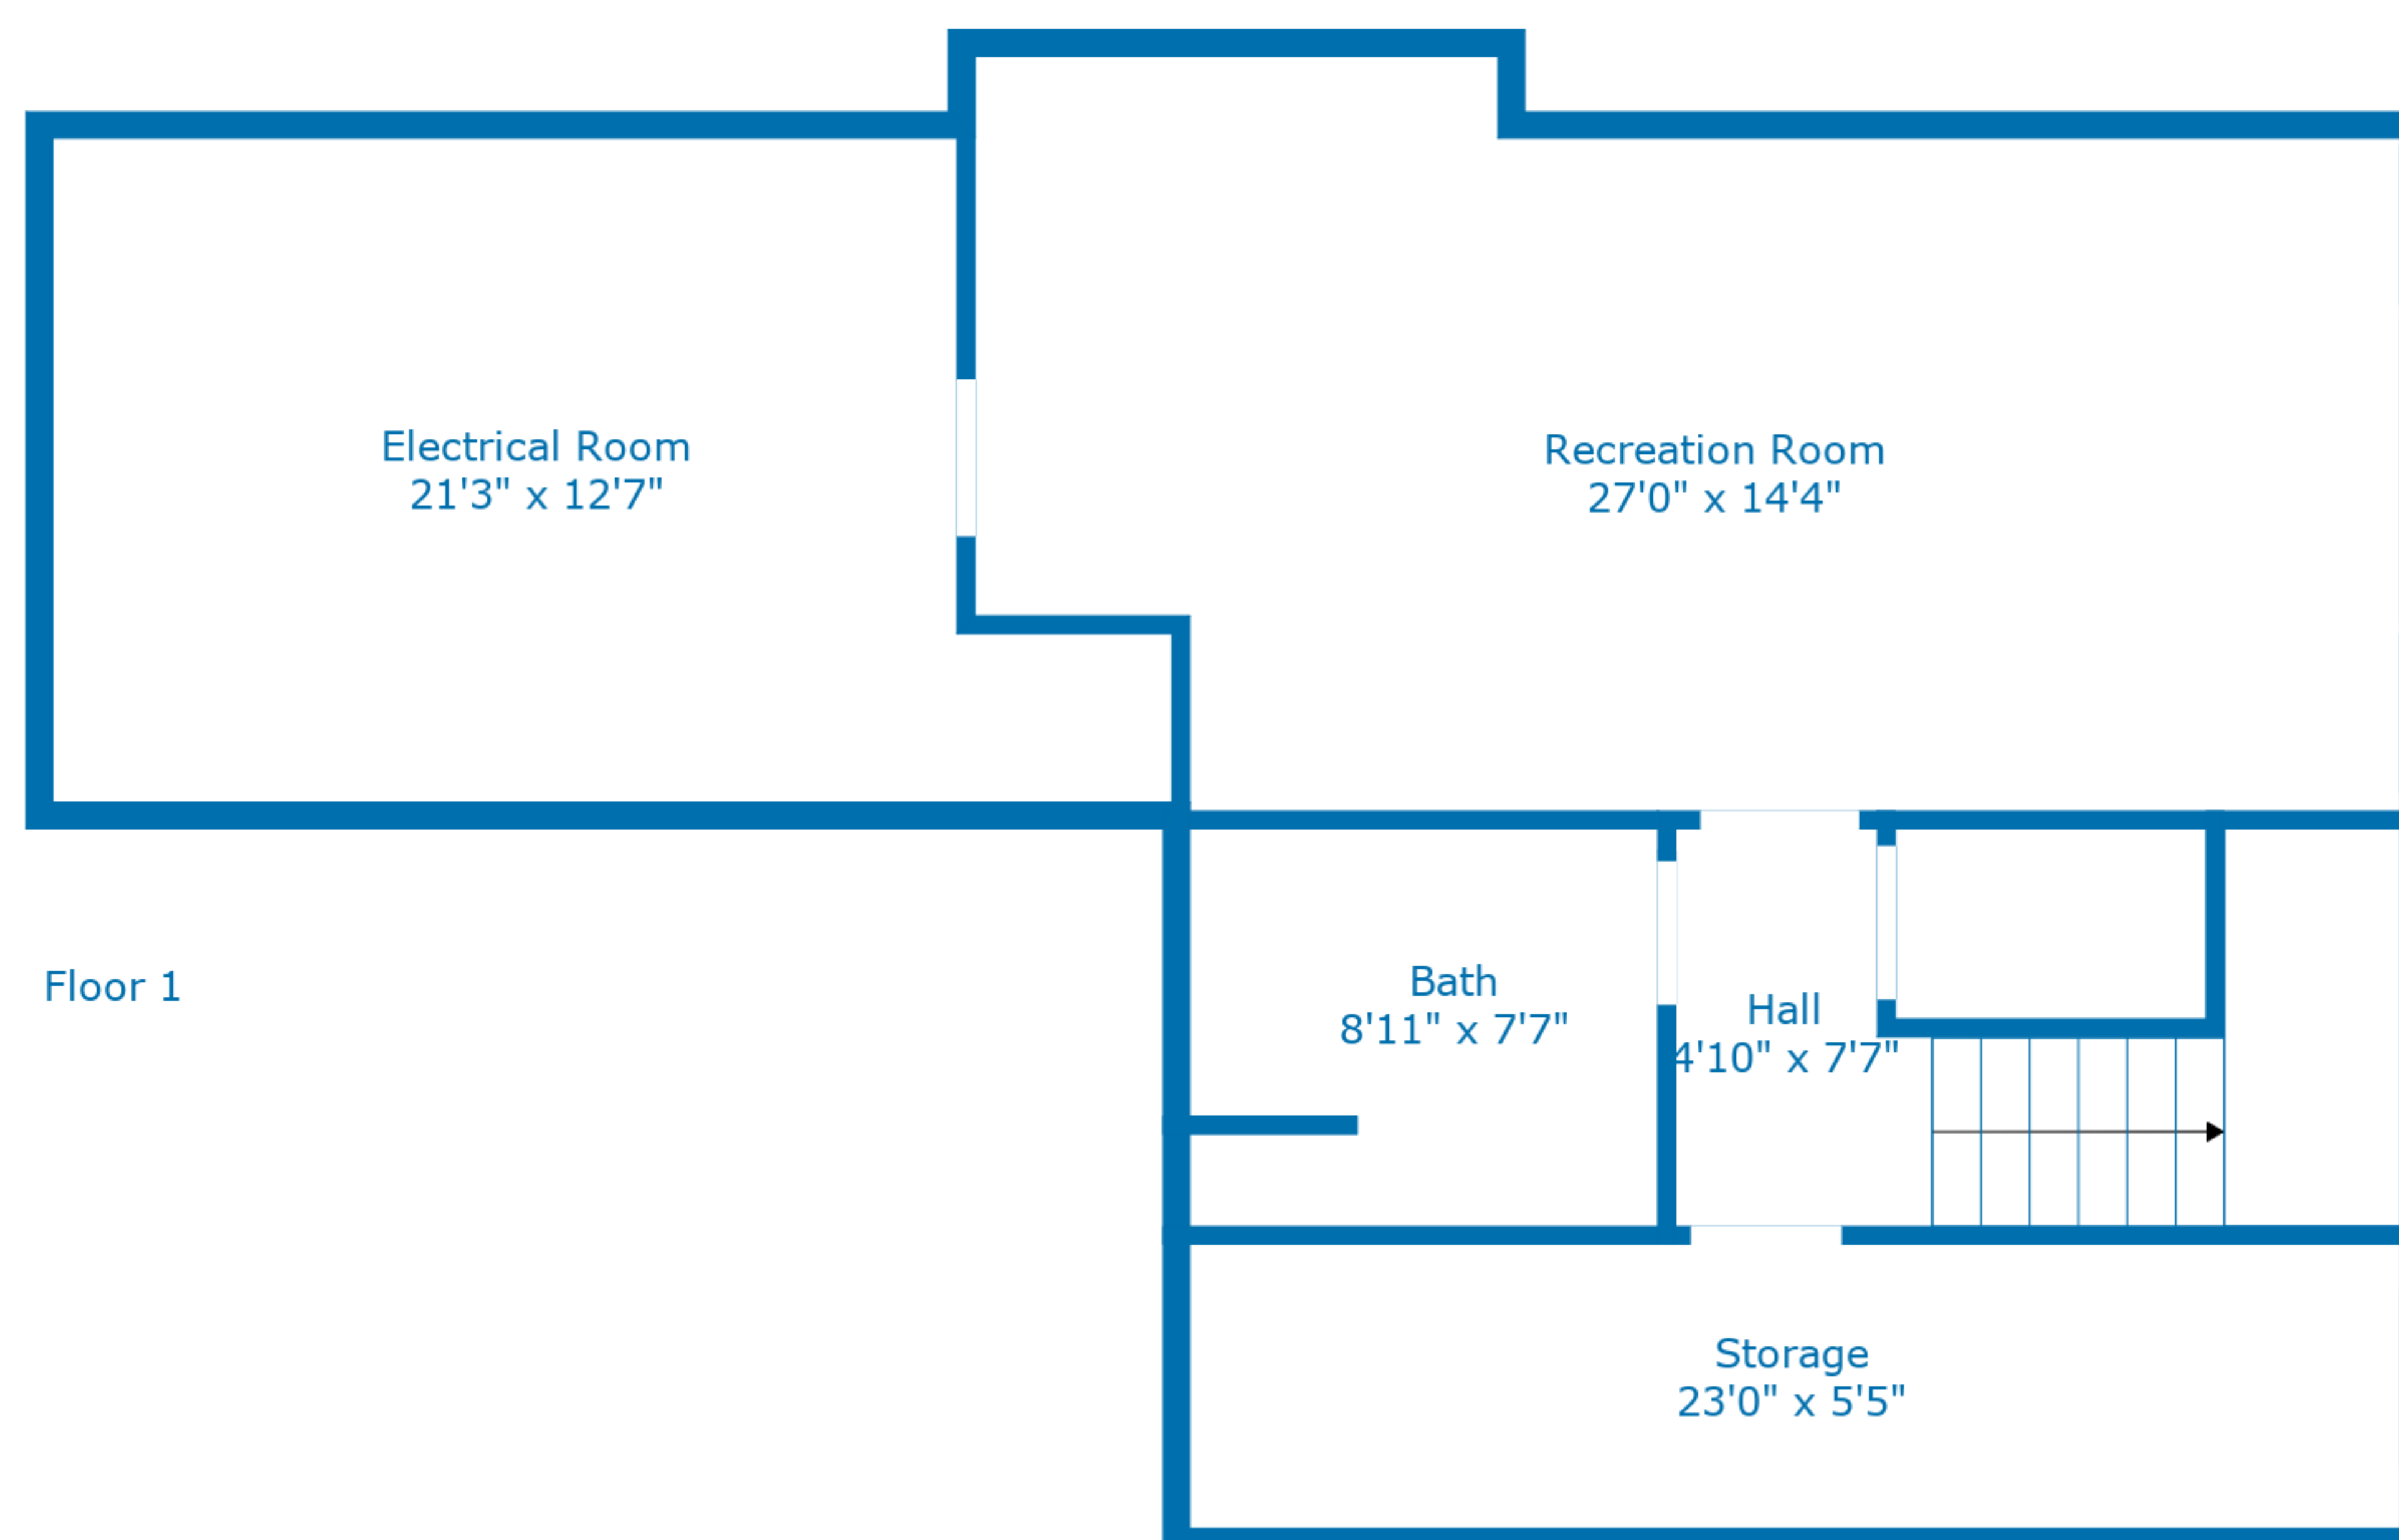 Electrical Room
21'3" x 12'7"
Recreation Room
27'0" x 14'4"
Floor 1
Bath
8'11" x 7'7"
Hall
4'10" x 7'7"
Storage
23'0" x 5'5"